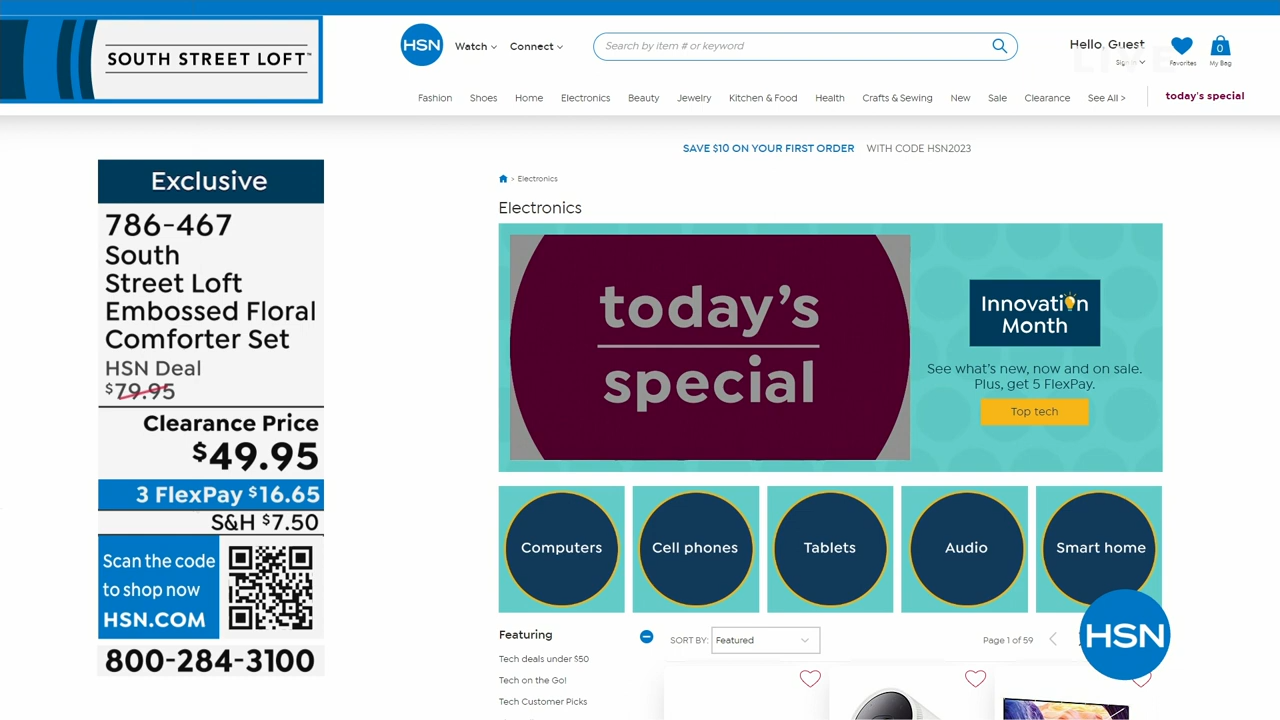 SOUTH STREET LOFT™
HSN
Watch
Connect
Search by item # or keyword
Hello, Guest
Sign in
LIVE
Favorites
0
My Bag
Fashion
Shoes
Home
Electronics
Beauty
Jewelry
Kitchen & Food
Health
Crafts & Sewing
New
Sale
Clearance
See All >
today's special
SAVE $10 ON YOUR FIRST ORDER WITH CODE HSN2023
> Electronics
Electronics
Exclusive
786-467
South
Street Loft
Embossed Floral
Comforter Set
HSN Deal
$79.95
Clearance Price
$49.95
3 FlexPay $16.65
S&H $7.50
Scan the code
to shop now
HSN.COM
800-284-3100
today's
special
Innovation
Month
See what's new, now and on sale.
Plus, get 5 FlexPay.
Top tech
Computers
Cell phones
Tablets
Audio
Smart home
Featuring
Tech deals under $50
Tech on the Go!
Tech Customer Picks
SORT BY:
Featured
Page 1 of 59
HSN